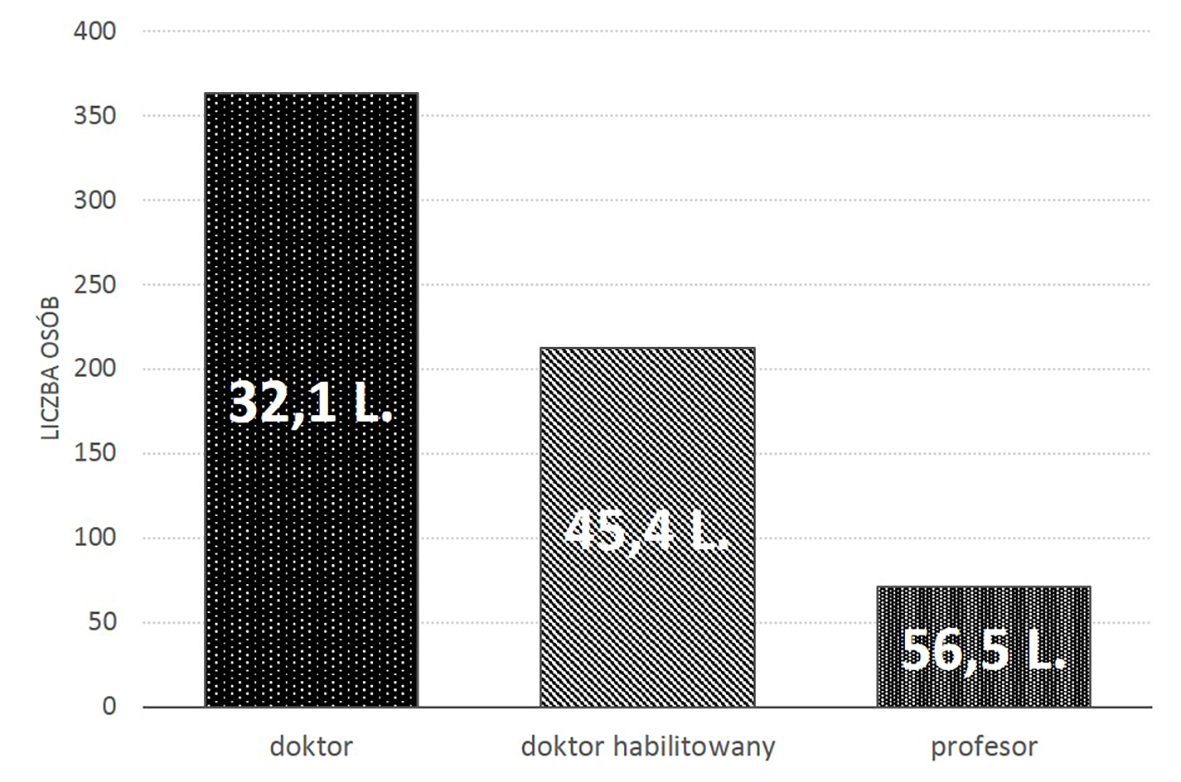 400
350
300
250
200
150
100
50
0
LICZBA OSÓB
32,1 L.
45,4 L.
56,5 L.
doktor
doktor habilitowany
profesor